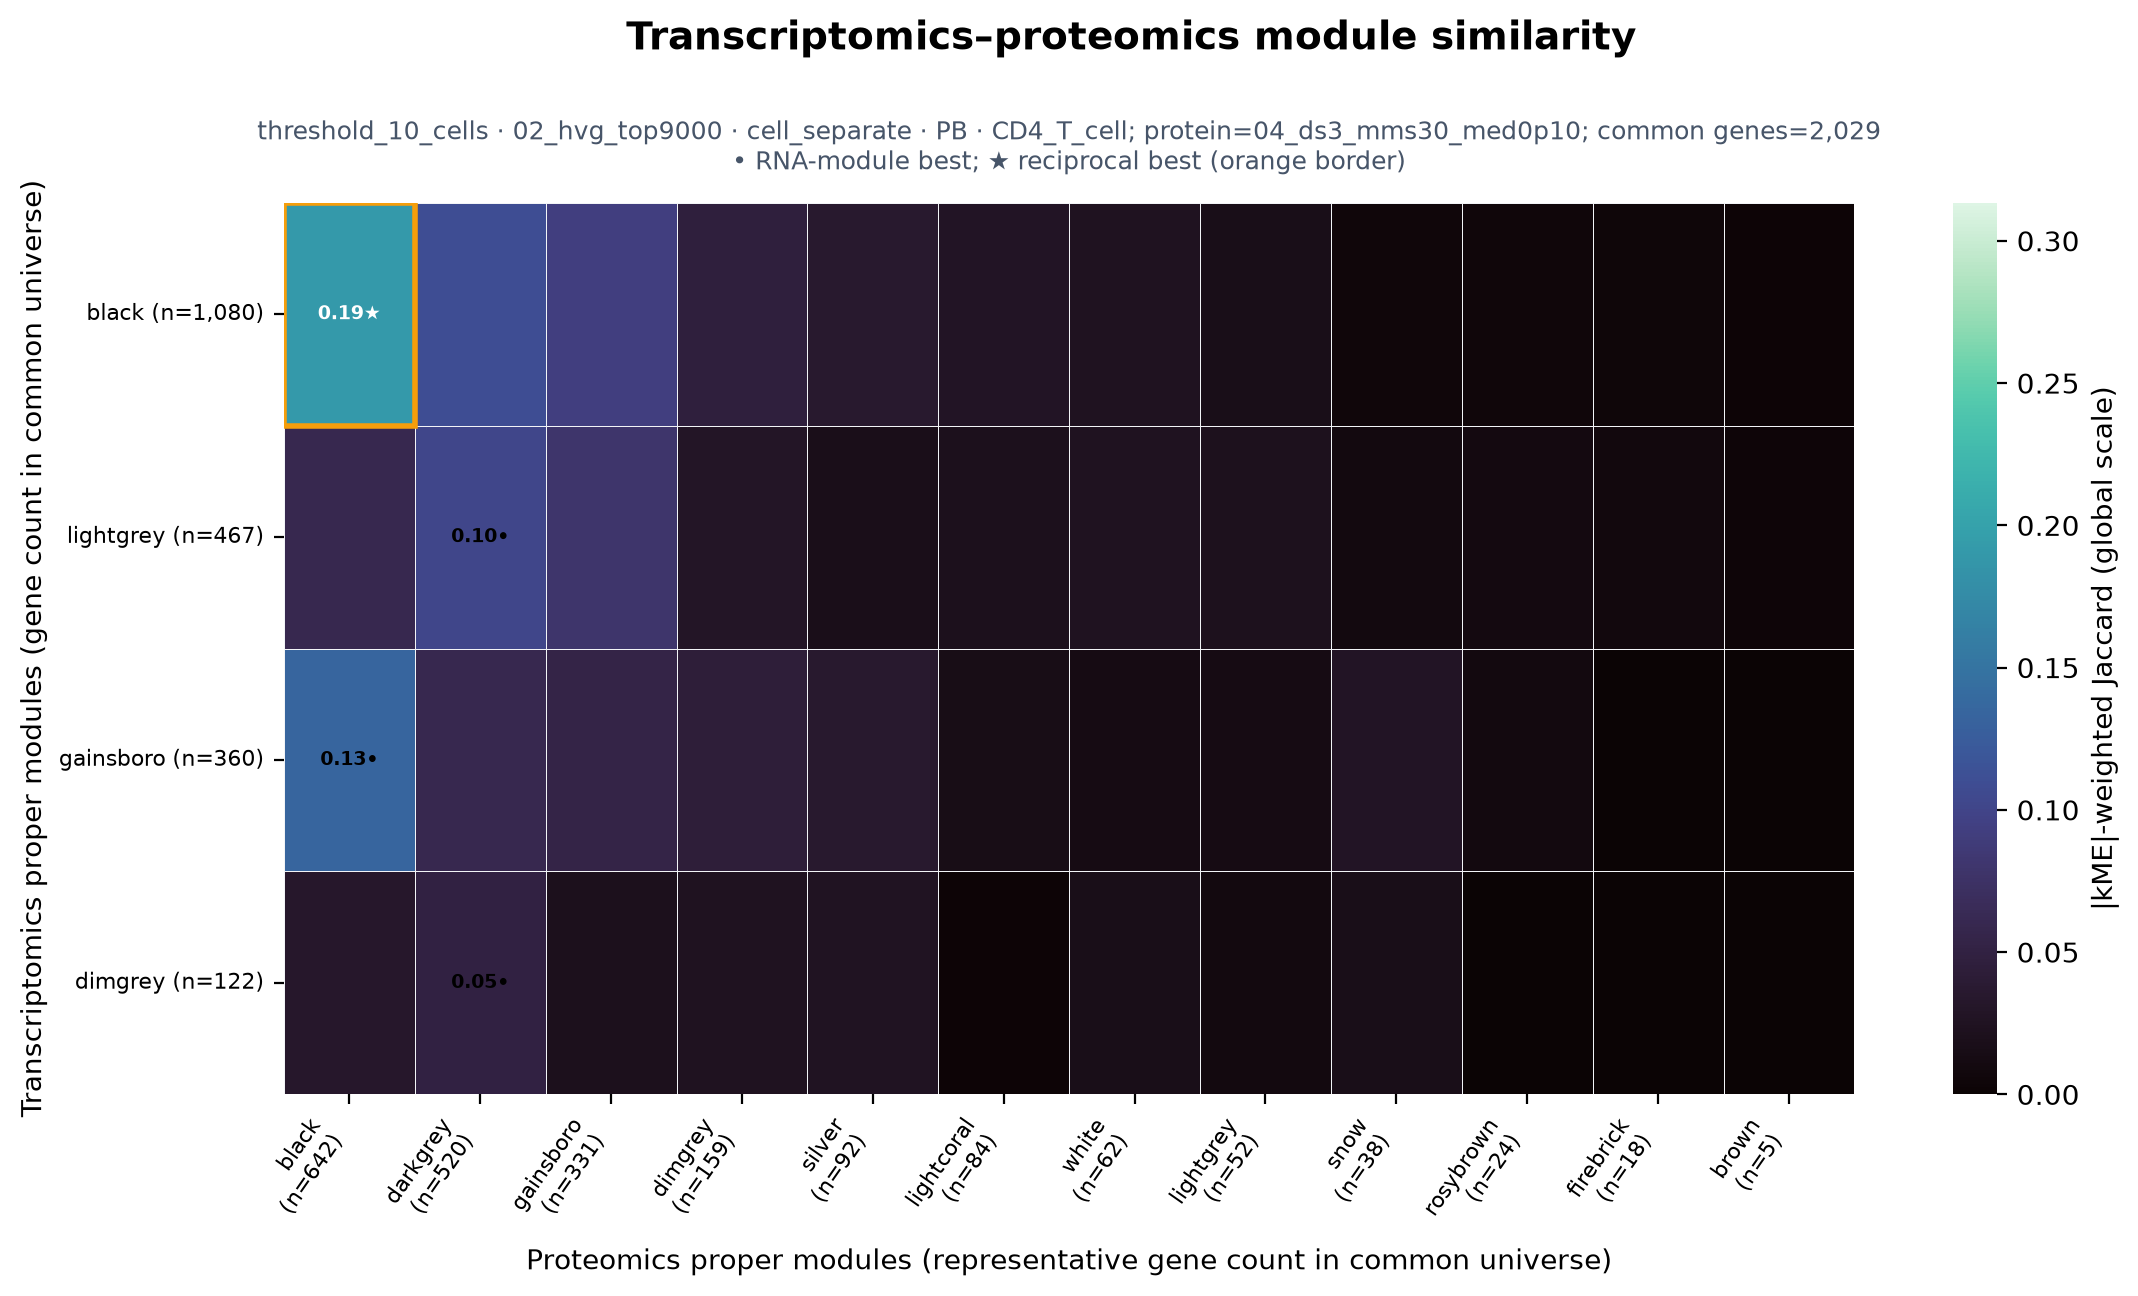 Transcriptomics–proteomics module similarity
threshold_10_cells · 02_hvg_top9000 · cell_separate · PB · CD4_T_cell; protein=04_ds3_mms30_med0p10; common genes=2,029
• RNA-module best; ★ reciprocal best (orange border)
Transcriptomics proper modules (gene count in common universe)
black (n=1,080)
lightgrey (n=467)
gainsboro (n=360)
dimgrey (n=122)
0.19★
0.10•
0.13•
0.05•
black
(n=642)
darkgrey
(n=520)
gainsboro
(n=331)
dimgrey
(n=159)
silver
(n=92)
lightcoral
(n=84)
white
(n=62)
lightgrey
(n=52)
snow
(n=38)
rosybrown
(n=24)
firebrick
(n=18)
brown
(n=5)
Proteomics proper modules (representative gene count in common universe)
0.30
0.25
0.20
0.15
0.10
0.05
0.00
|kME|-weighted Jaccard (global scale)